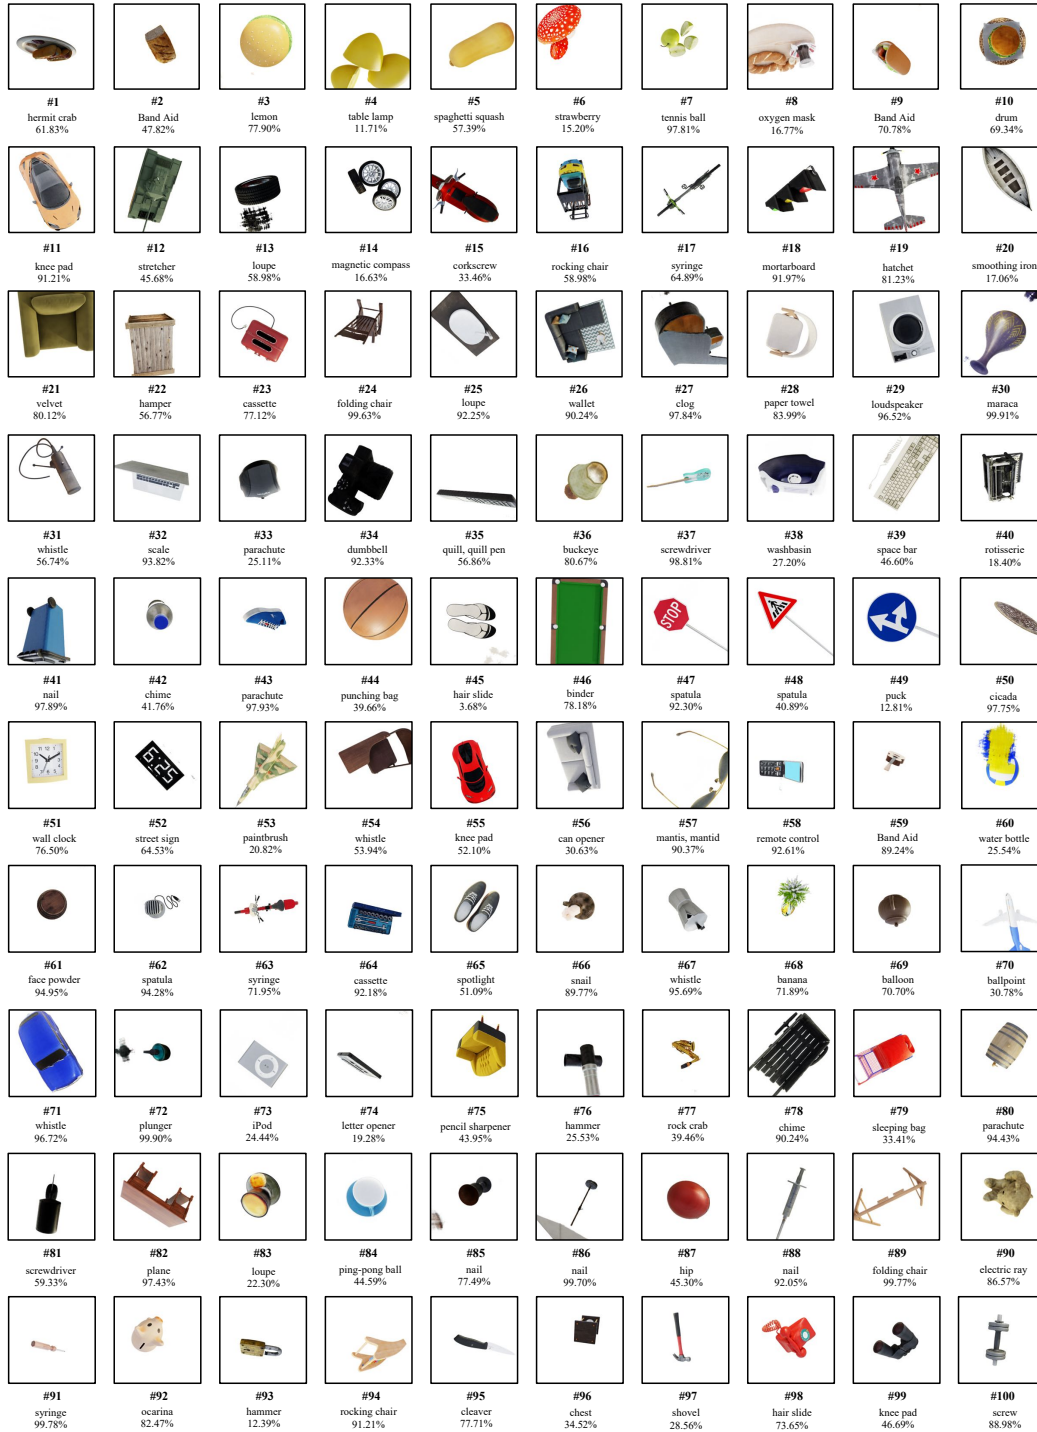 #1 #2 #3 #4 #5 #6 #7 #8 #9 #10
hermit crab Band Aid lemon table lamp spaghetti squash strawberry tennis ball oxygen mask Band Aid drum
61.83% 47.82% 77.90% 11.71% 57.39% 15.20% 97.81% 16.77% 70.78% 69.34%
#11 #12 #13 #14 #15 #16 #17 #18 #19 #20
knee pad stretcher loupe magnetic compass corkscrew rocking chair syringe mortarboard hatchet smoothing iron
91.21% 45.68% 58.98% 16.63% 33.46% 58.98% 64.89% 91.97% 81.23% 17.06%
#21 #22 #23 #24 #25 #26 #27 #28 #29 #30
velvet hamper cassette folding chair loupe wallet clog paper towel loudspeaker maraca
80.12% 56.77% 77.12% 99.63% 92.25% 90.24% 97.84% 83.99% 96.52% 99.91%
#31 #32 #33 #34 #35 #36 #37 #38 #39 #40
whistle scale parachute dumbbell quill, quill pen buckeye screwdriver washbasin space bar rotisserie
56.74% 93.82% 25.11% 92.33% 56.86% 80.67% 98.81% 27.20% 46.60% 18.40%
STOP
#41 #42 #43 #44 #45 #46 #47 #48 #49 #50
nail chime parachute punching bag hair slide binder spatula spatula puck cicada
97.89% 41.76% 97.93% 39.66% 3.68% 78.18% 92.30% 40.89% 12.81% 97.75%
6:25
#51 #52 #53 #54 #55 #56 #57 #58 #59 #60
wall clock street sign paintbrush whistle knee pad can opener mantis, mantid remote control Band Aid water bottle
76.50% 64.53% 20.82% 53.94% 52.10% 30.63% 90.37% 92.61% 89.24% 25.54%
#61 #62 #63 #64 #65 #66 #67 #68 #69 #70
face powder spatula syringe cassette spotlight snail whistle banana balloon ballpoint
94.95% 94.28% 71.95% 92.18% 51.09% 89.77% 95.69% 71.89% 70.70% 30.78%
#71 #72 #73 #74 #75 #76 #77 #78 #79 #80
whistle plunger iPod letter opener pencil sharpener hammer rock crab chime sleeping bag parachute
96.72% 99.90% 24.44% 19.28% 43.95% 25.53% 39.46% 90.24% 33.41% 94.43%
#81 #82 #83 #84 #85 #86 #87 #88 #89 #90
screwdriver plane loupe ping-pong ball nail nail hip nail folding chair electric ray
59.33% 97.43% 22.30% 44.59% 77.49% 99.70% 45.30% 92.05% 99.77% 86.57%
#91 #92 #93 #94 #95 #96 #97 #98 #99 #100
syringe ocarina hammer rocking chair cleaver chest shovel hair slide knee pad screw
99.78% 82.47% 12.39% 91.21% 77.71% 34.52% 28.56% 73.65% 46.69% 88.98%